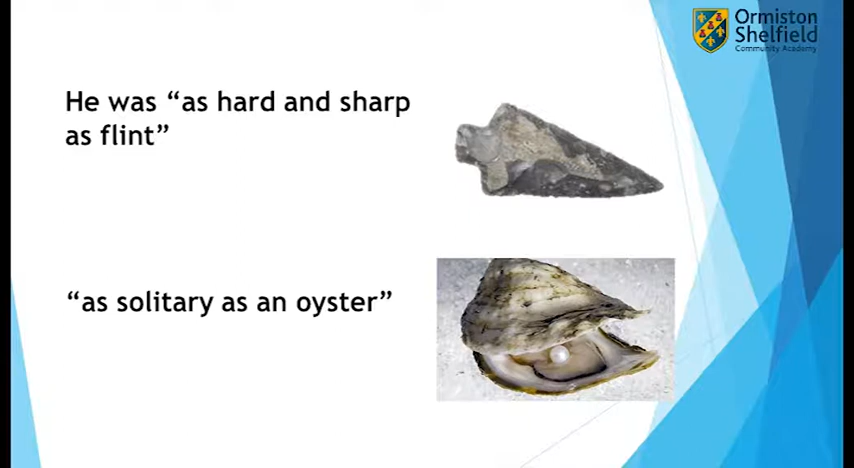 Ormiston
Shelfield
Community Academy
He was “as hard and sharp
as flint”
“as solitary as an oyster”